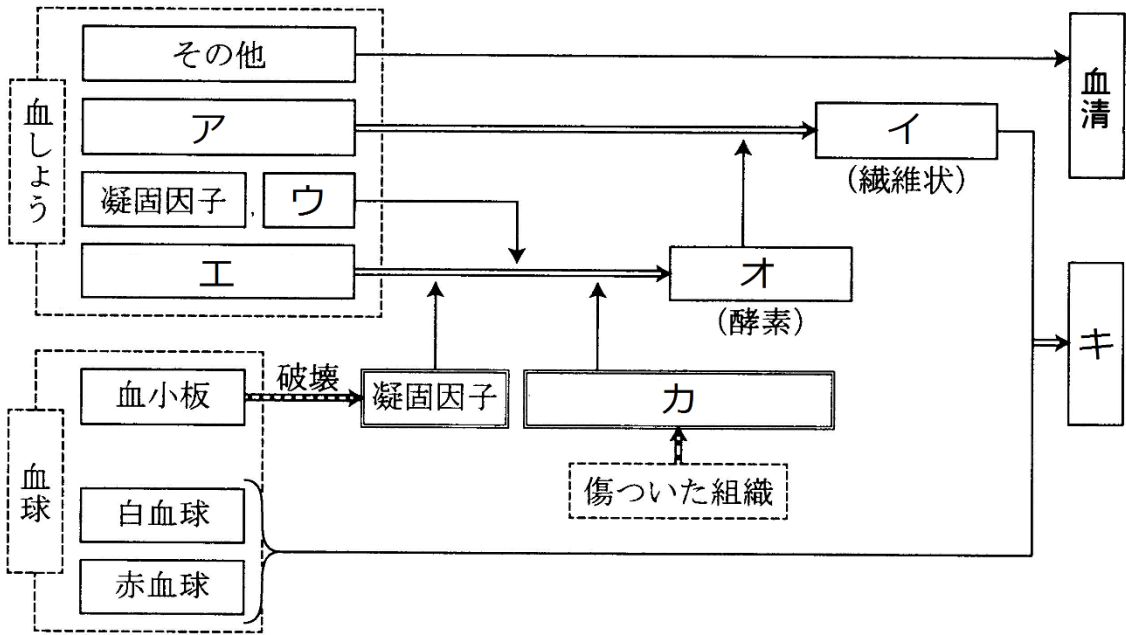 その他
血清
血しょう
ア
イ
(繊維状)
凝固因子 , ウ
エ
オ
(酵素)
キ
血小板
破壊
凝固因子
カ
血球
傷ついた組織
白血球
赤血球